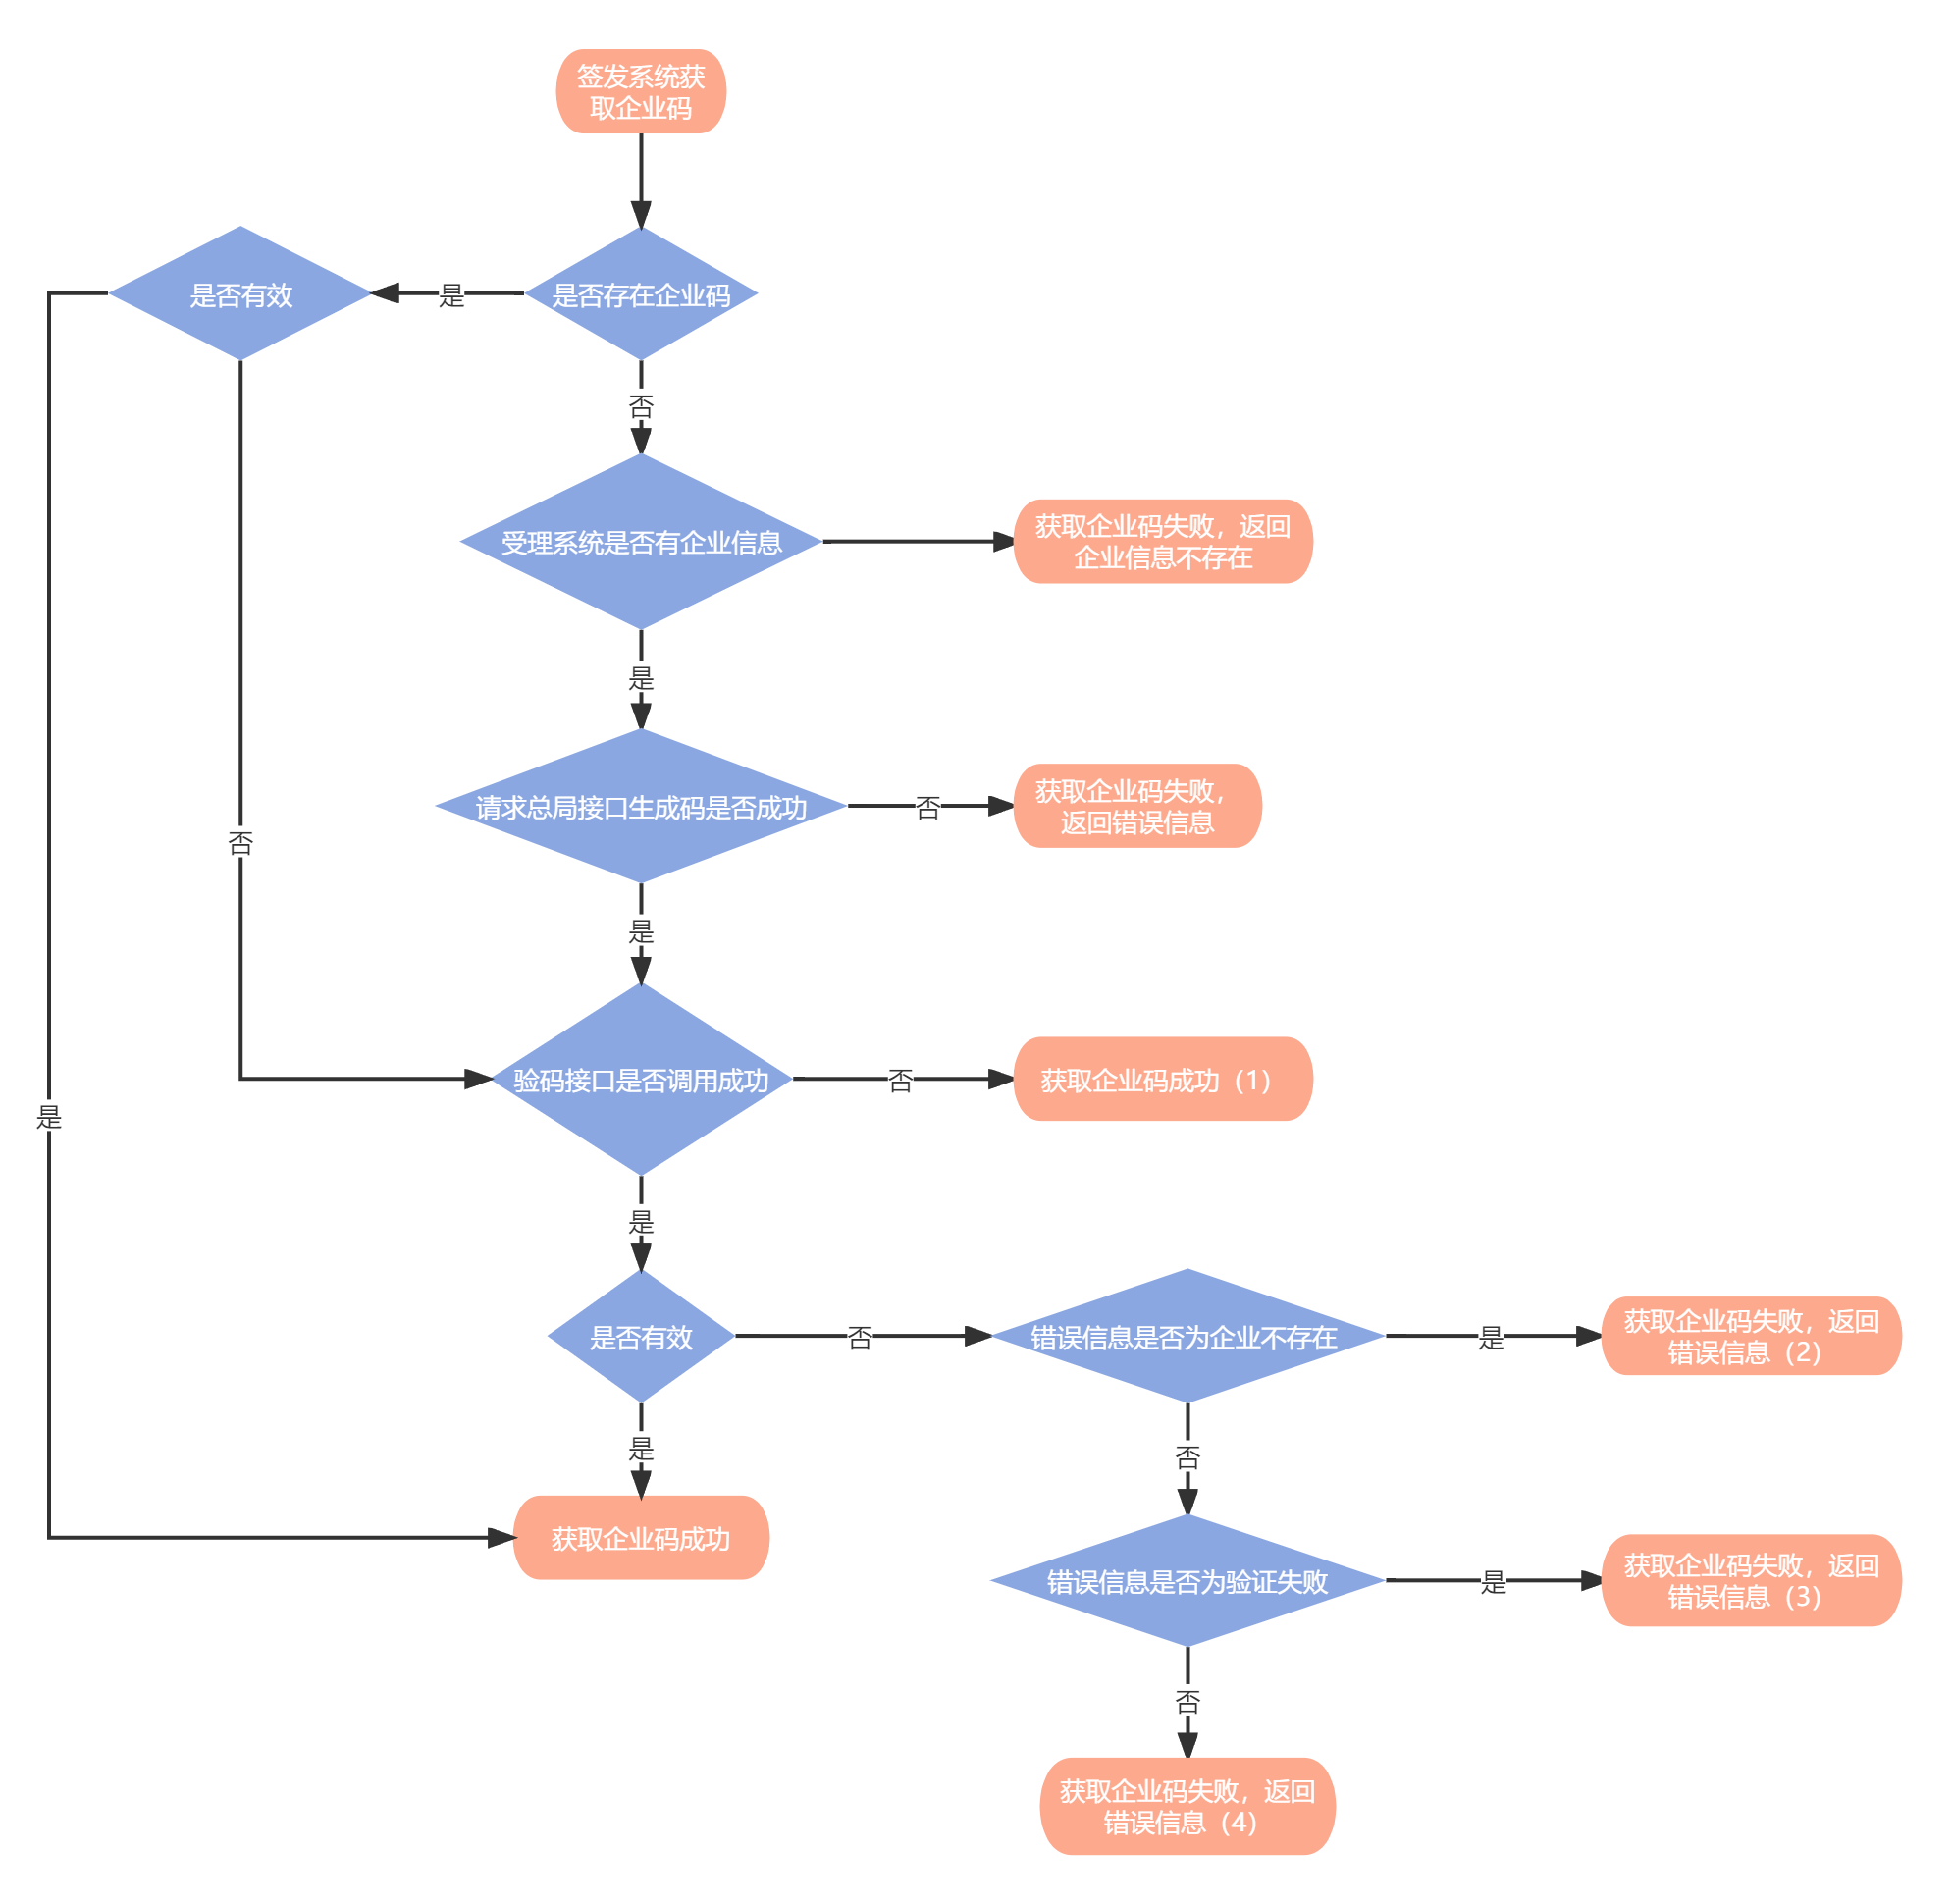 签发系统获
取企业码
是否有效
是
是否存在企业码
否
受理系统是否有企业信息
获取企业码失败，返回
企业信息不存在
是
请求总局接口生成码是否成功
否
获取企业码失败，
返回错误信息
否
是
验码接口是否调用成功
否
获取企业码成功（1）
是
是
是否有效
否
错误信息是否为企业不存在
是
获取企业码失败，返回
错误信息（2）
是
否
获取企业码成功
错误信息是否为验证失败
是
获取企业码失败，返回
错误信息（3）
否
获取企业码失败，返回
错误信息（4）